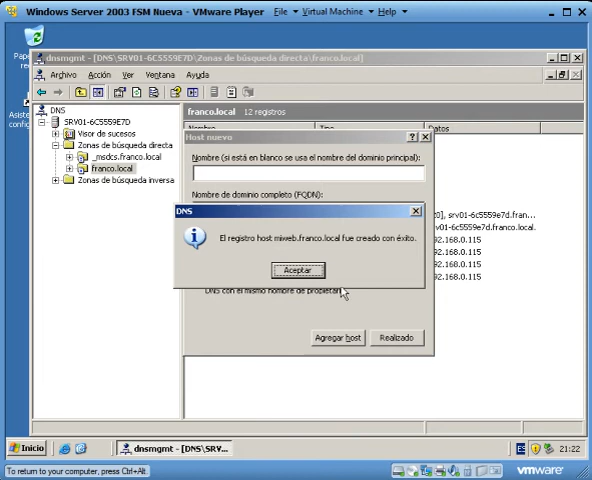 Windows Server 2003 FSM Nueva - VMware Player File Virtual Machine Help
dnsmgmt - [DNS\SRV01-6C5559E7D\Zonas de búsqueda directa\franco.local]
Archivo Acción Ver Ventana Ayuda
DNS
SRV01-6C5559E7D
Visor de sucesos
Zonas de búsqueda directa
_msdcs.franco.local
franco.local
Zonas de búsqueda inversa
franco.local 12 registros
Nombre Tipo Datos
Host nuevo
Nombre (si está en blanco se usa el nombre del dominio principal):
Nombre de dominio completo (FQDN):
DNS
El registro host miweb.franco.local fue creado con éxito.
Aceptar
DNS con el mismo nombre de propietari
Agregar host Realizado
0], srv01-6c5559e7d.fran...
v01-6c5559e7d.franco.local.
92.168.0.115
92.168.0.115
92.168.0.115
92.168.0.115
Inicio
dnsmgmt - [DNS\SRV...
ES
21:22
To return to your computer, press Ctrl+Alt.
vmware